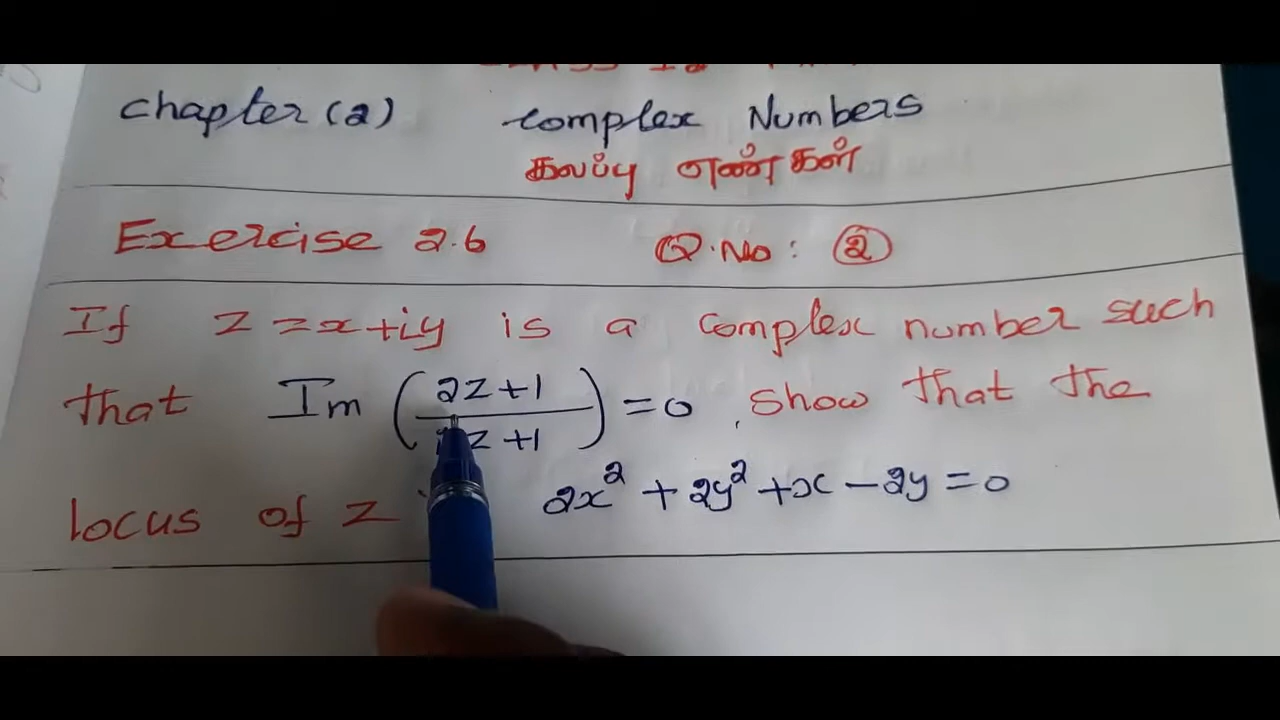 Chapter (2) Complex Numbers
கலப்பு எண்கள்
Exercise 2.6 Q.No: ②
If z = x+iy is a complex number such
that Im (2z+1 / z+1) = 0, show that the
locus of z 2x² + 2y² + x - 2y = 0